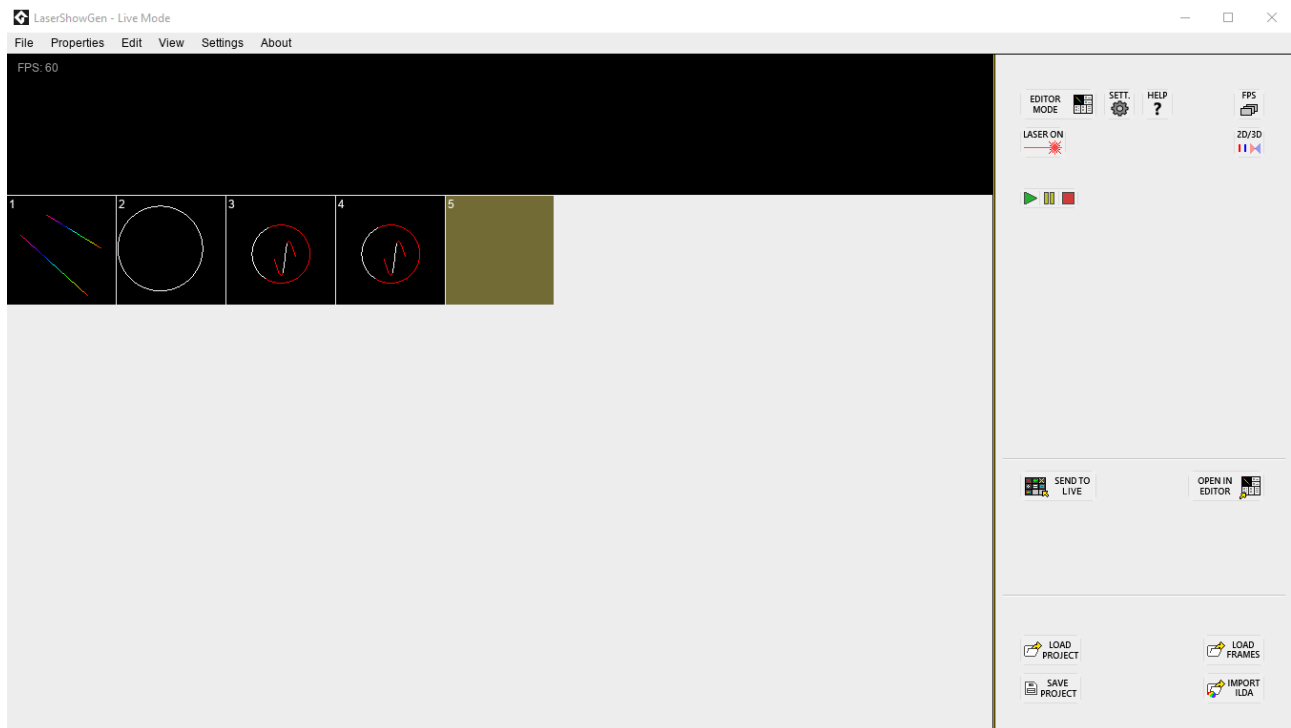 LaserShowGen - Live Mode
File Properties Edit View Settings About
FPS: 60
EDITOR
MODE
SETT.
HELP
?
FPS
LASER ON
2D/3D
1
2
3
4
5
SEND TO
LIVE
OPEN IN
EDITOR
LOAD
PROJECT
LOAD
FRAMES
SAVE
PROJECT
IMPORT
ILDA